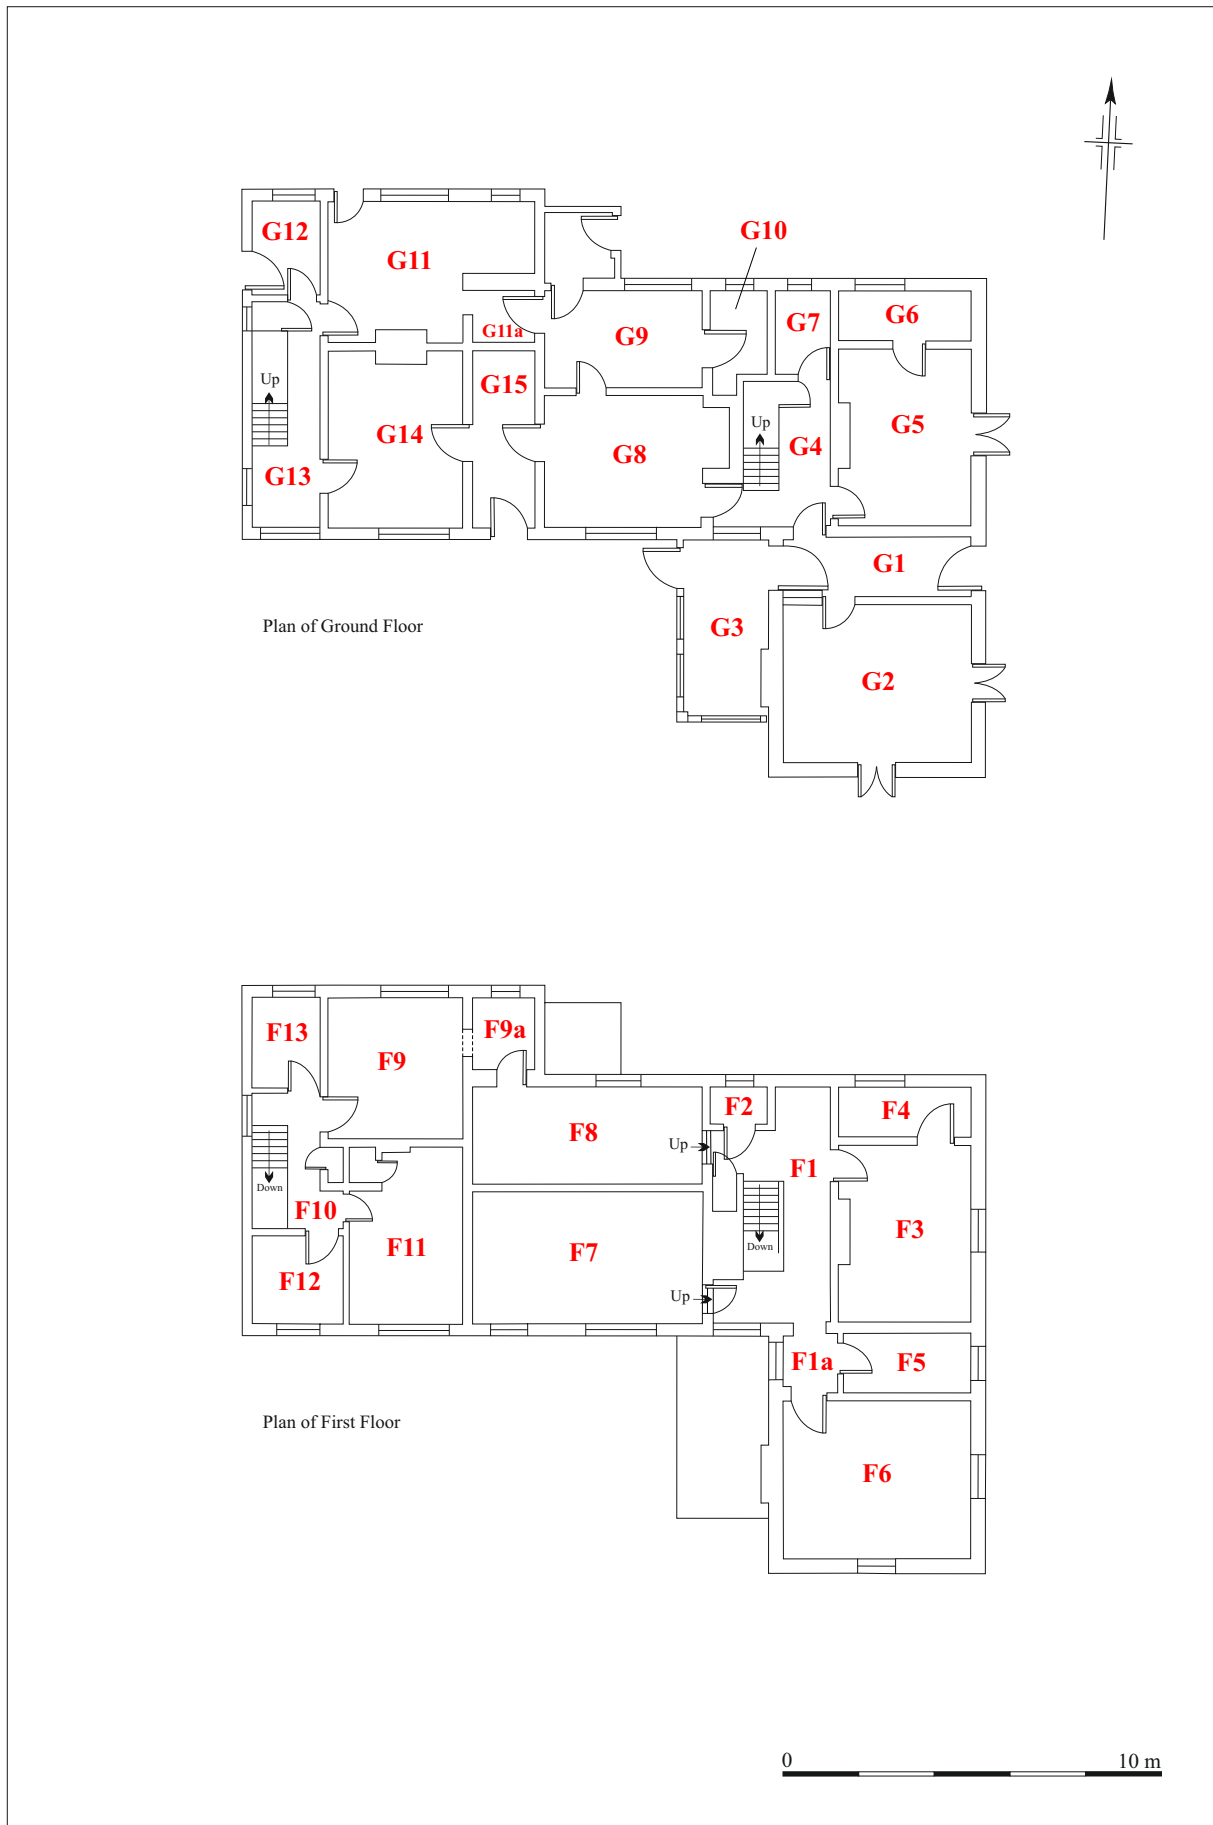 G10
G12
G11
G7
G6
G11a
G9
Up
G15
G14
G8
Up
G4
G5
G13
G1
Plan of Ground Floor
G3
G2
F13
F9
F9a
F2
F4
F8
Up
F1
Down
F10
F11
F7
Down
F3
F12
Up
F1a
F5
Plan of First Floor
F6
0
10 m